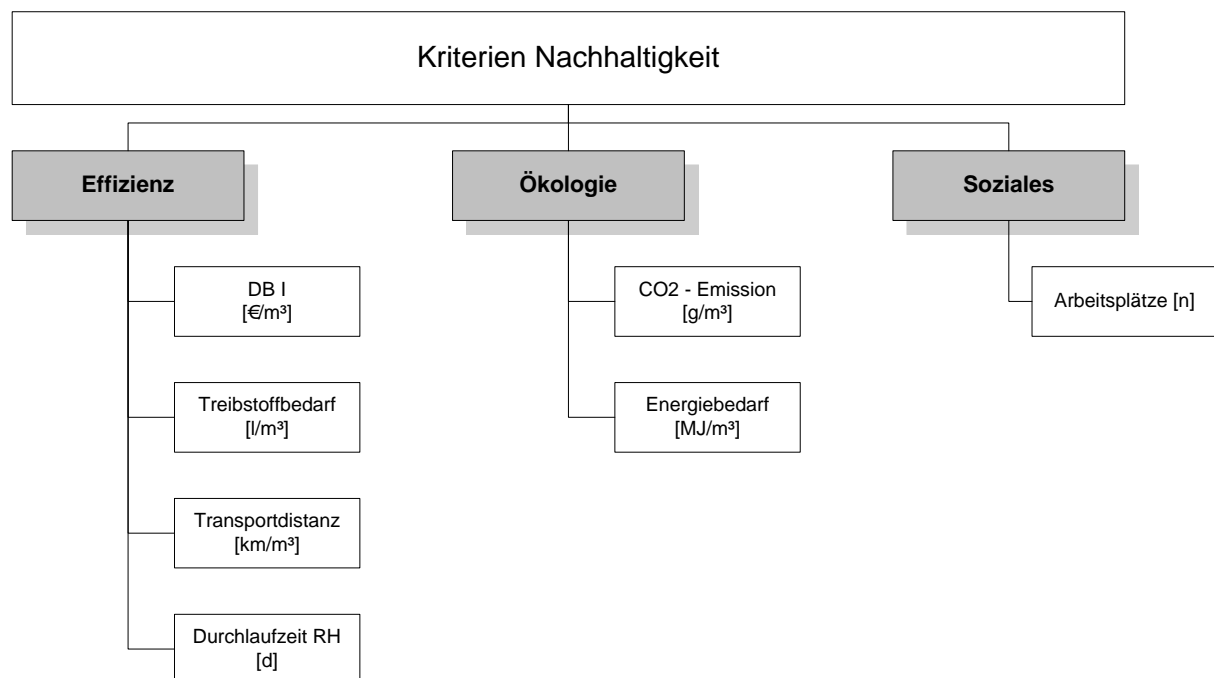 Kriterien Nachhaltigkeit
Effizienz
Ökologie
Soziales
DB I
[€/m³]
Treibstoffbedarf
[l/m³]
Transportdistanz
[km/m³]
Durchlaufzeit RH
[d]
CO2 - Emission
[g/m³]
Energiebedarf
[MJ/m³]
Arbeitsplätze [n]